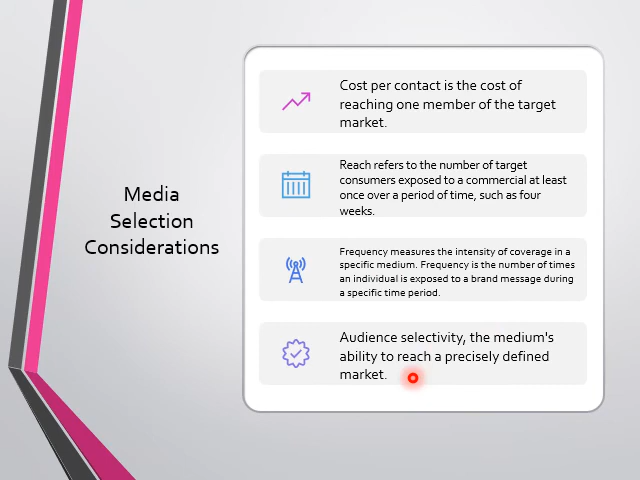 Media
Selection
Considerations
Cost per contact is the cost of
reaching one member of the target
market.
Reach refers to the number of target
consumers exposed to a commercial at least
once over a period of time, such as four
weeks.
Frequency measures the intensity of coverage in a
specific medium. Frequency is the number of times
an individual is exposed to a brand message during
a specific time period.
Audience selectivity, the medium's
ability to reach a precisely defined
market.